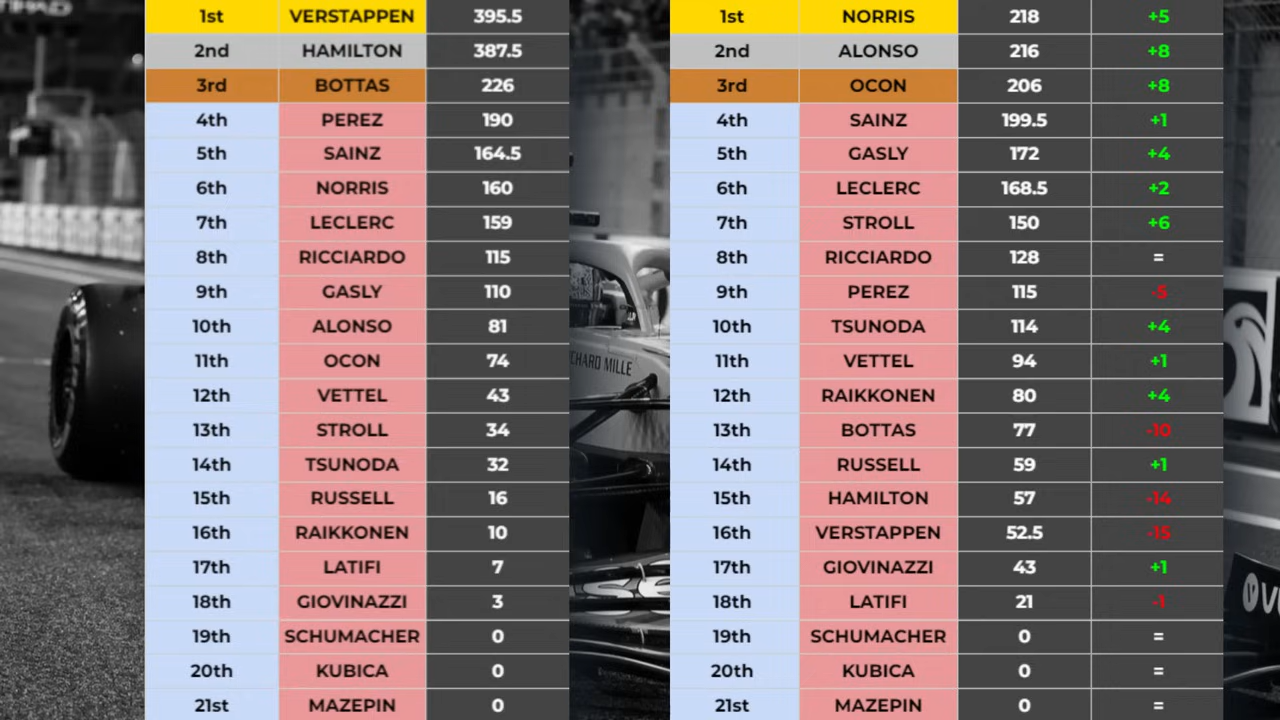 1st VERSTAPPEN 395.5
2nd HAMILTON 387.5
3rd BOTTAS 226
4th PEREZ 190
5th SAINZ 164.5
6th NORRIS 160
7th LECLERC 159
8th RICCIARDO 115
9th GASLY 110
10th ALONSO 81
11th OCON 74
12th VETTEL 43
13th STROLL 34
14th TSUNODA 32
15th RUSSELL 16
16th RAIKKONEN 10
17th LATIFI 7
18th GIOVINAZZI 3
19th SCHUMACHER 0
20th KUBICA 0
21st MAZEPIN 0
1st NORRIS 218 +5
2nd ALONSO 216 +8
3rd OCON 206 +8
4th SAINZ 199.5 +1
5th GASLY 172 +4
6th LECLERC 168.5 +2
7th STROLL 150 +6
8th RICCIARDO 128 =
9th PEREZ 115 -5
10th TSUNODA 114 +4
11th VETTEL 94 +1
12th RAIKKONEN 80 +4
13th BOTTAS 77 -10
14th RUSSELL 59 +1
15th HAMILTON 57 -14
16th VERSTAPPEN 52.5 -15
17th GIOVINAZZI 43 +1
18th LATIFI 21 -1
19th SCHUMACHER 0 =
20th KUBICA 0 =
21st MAZEPIN 0 =
MILLE